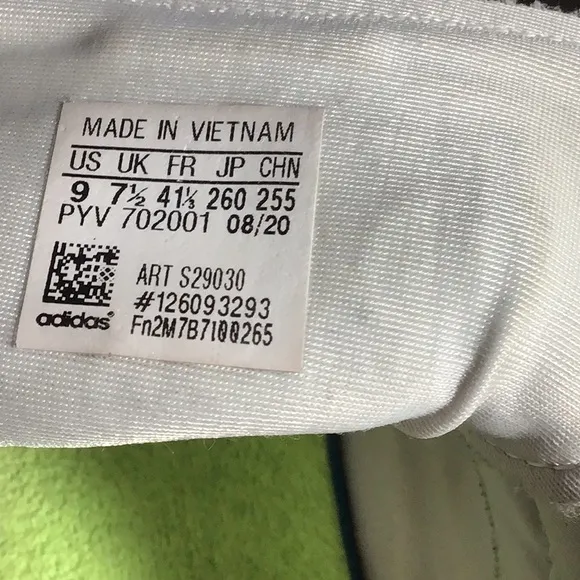 MADE IN VIETNAM
US UK FR JP CHN
9 7½ 41⅓ 260 255
PYV 702001 08/20
ART S29030
#126093293
adidas® Fn2M7B7I00265